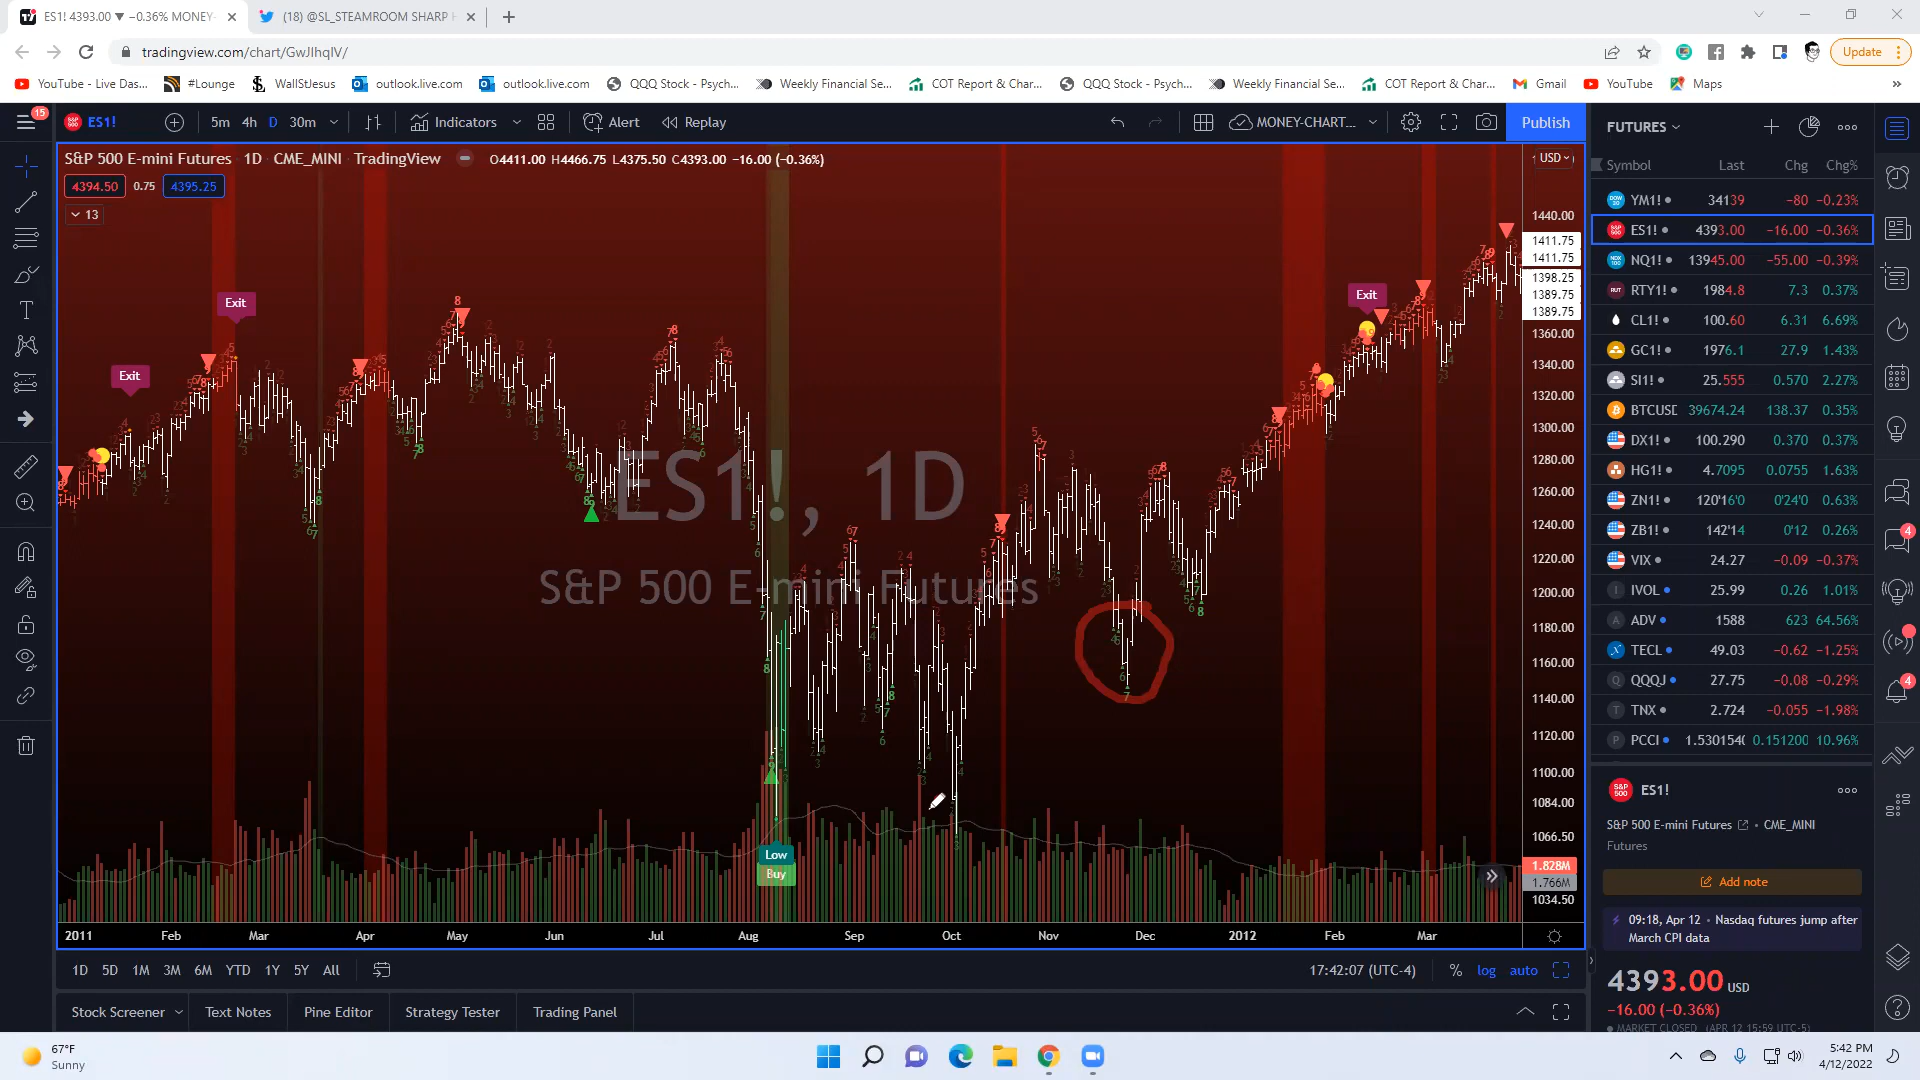 ES1! 4393.00 ▼ −0.36% MONEY-
(18) @SL_STEAMROOM SHARP
tradingview.com/chart/GwJIhqIV/
Update
YouTube - Live Das...
#Lounge
WallStJesus
outlook.live.com
outlook.live.com
QQQ Stock - Psych...
Weekly Financial Se...
COT Report & Char...
QQQ Stock - Psych...
Weekly Financial Se...
COT Report & Char...
Gmail
YouTube
Maps
15
ES1!
5m 4h D 30m
Indicators
Alert
Replay
MONEY-CHART...
Publish
S&P 500 E-mini Futures · 1D · CME_MINI · TradingView
O4411.00 H4466.75 L4375.50 C4393.00 −16.00 (−0.36%)
4394.50 0.75 4395.25
13
USD
ES1!, 1D
S&P 500 E-mini Futures
Exit
Exit
Exit
Low
Buy
1440.00
1411.75
1411.75
1398.25
1389.75
1389.75
1360.00
1340.00
1320.00
1300.00
1280.00
1260.00
1240.00
1220.00
1200.00
1180.00
1160.00
1140.00
1120.00
1100.00
1084.00
1066.50
1.828M
1.766M
1034.50
2011 Feb Mar Apr May Jun Jul Aug Sep Oct Nov Dec 2012 Feb Mar
1D 5D 1M 3M 6M YTD 1Y 5Y All
17:42:07 (UTC-4) % log auto
Stock Screener
Text Notes
Pine Editor
Strategy Tester
Trading Panel
FUTURES
Symbol Last Chg Chg%
YM1! 34139 −80 −0.23%
ES1! 4393.00 −16.00 −0.36%
NQ1! 13945.00 −55.00 −0.39%
RTY1! 1984.8 7.3 0.37%
CL1! 100.60 6.31 6.69%
GC1! 1976.1 27.9 1.43%
SI1! 25.555 0.570 2.27%
BTCUSD 39674.24 138.37 0.35%
DX1! 100.290 0.370 0.37%
HG1! 4.7095 0.0755 1.63%
ZN1! 120'16'0 0'24'0 0.63%
ZB1! 142'14 0'12 0.26%
VIX 24.27 −0.09 −0.37%
IVOL 25.99 0.26 1.01%
ADV 1588 623 64.56%
TECL 49.03 −0.62 −1.25%
QQQJ 27.75 −0.08 −0.29%
TNX 2.724 −0.055 −1.98%
PCCI 1.530154 0.151200 10.96%
ES1!
S&P 500 E-mini Futures · CME_MINI
Futures
Add note
09:18, Apr 12 · Nasdaq futures jump after
March CPI data
4393.00 USD
−16.00 (−0.36%)
MARKET CLOSED (APR 12 15:59 UTC-5)
4
4
67°F
Sunny
5:42 PM
4/12/2022